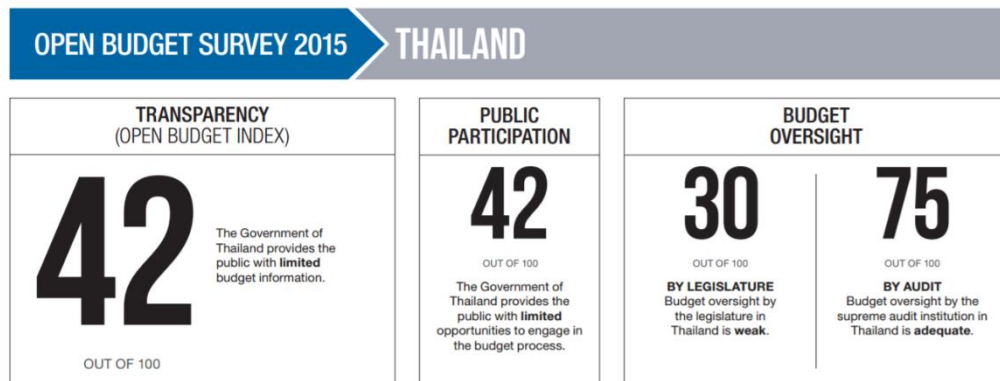 OPEN BUDGET SURVEY 2015
THAILAND
TRANSPARENCY
(OPEN BUDGET INDEX)
42
The Government of
Thailand provides the
public with limited
budget information.
OUT OF 100
PUBLIC
PARTICIPATION
42
OUT OF 100
The Government of
Thailand provides the
public with limited
opportunities to engage in
the budget process.
BUDGET
OVERSIGHT
30
OUT OF 100
BY LEGISLATURE
Budget oversight by
the legislature in
Thailand is weak.
75
OUT OF 100
BY AUDIT
Budget oversight by the
supreme audit institution in
Thailand is adequate.